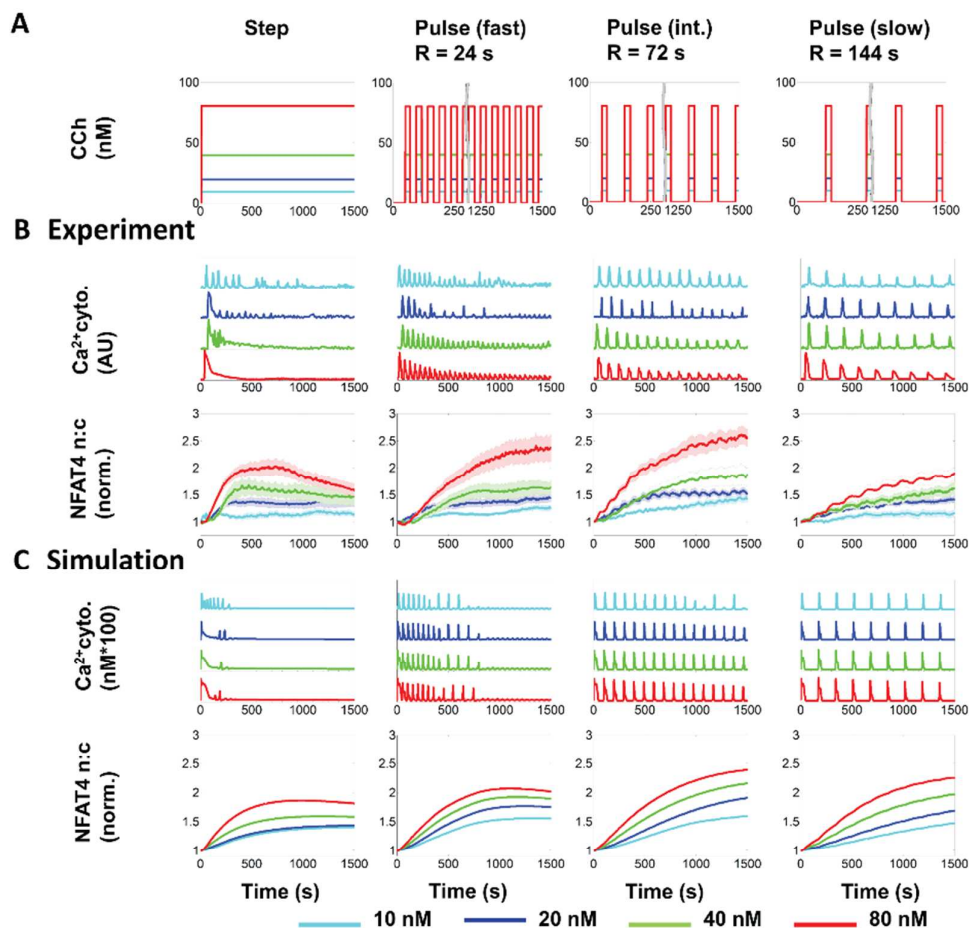 A
Step
Pulse (fast)
R = 24 s
Pulse (int.)
R = 72 s
Pulse (slow)
R = 144 s
CCh
(nM)
100
50
0
0 500 1000 1500
100
50
0
250 1250 1500
100
50
0
250 1250 1500
100
50
0
250 1250 1500
B Experiment
Ca²⁺cyto.
(AU)
0 500 1000 1500
0 500 1000 1500
0 500 1000 1500
0 500 1000 1500
NFAT4 n:c
(norm.)
3
2.5
2
1.5
1
0 500 1000 1500
3
2.5
2
1.5
1
0 500 1000 1500
3
2.5
2
1.5
1
0 500 1000 1500
3
2.5
2
1.5
1
0 500 1000 1500
C Simulation
Ca²⁺cyto.
(nM*100)
0 500 1000 1500
0 500 1000 1500
0 500 1000 1500
0 500 1000 1500
NFAT4 n:c
(norm.)
3
2.5
2
1.5
1
0 500 1000 1500
3
2.5
2
1.5
1
0 500 1000 1500
3
2.5
2
1.5
1
0 500 1000 1500
3
2.5
2
1.5
1
0 500 1000 1500
Time (s)
Time (s)
Time (s)
Time (s)
10 nM
20 nM
40 nM
80 nM